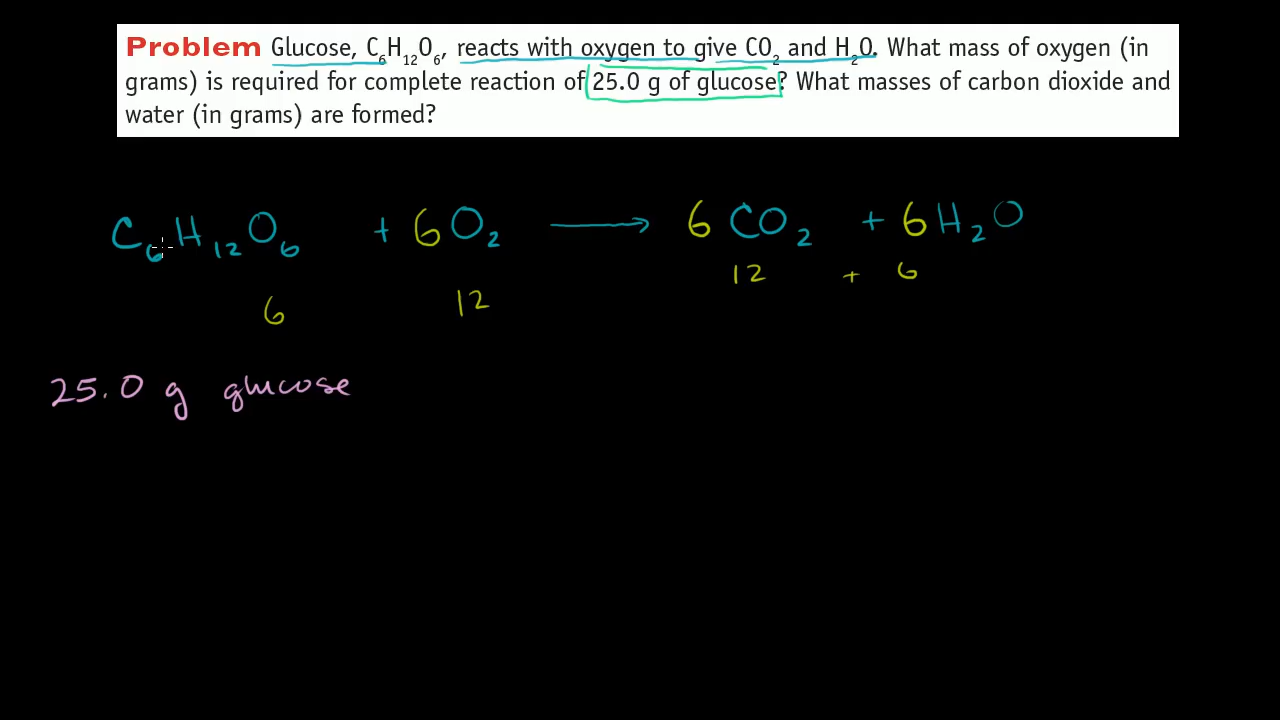 Problem Glucose, C₆H₁₂O₆, reacts with oxygen to give CO₂ and H₂O. What mass of oxygen (in
grams) is required for complete reaction of 25.0 g of glucose? What masses of carbon dioxide and
water (in grams) are formed?
C₆H₁₂O₆ + 6O₂ → 6CO₂ + 6H₂O
12 + 6
6 12
25.0 g glucose